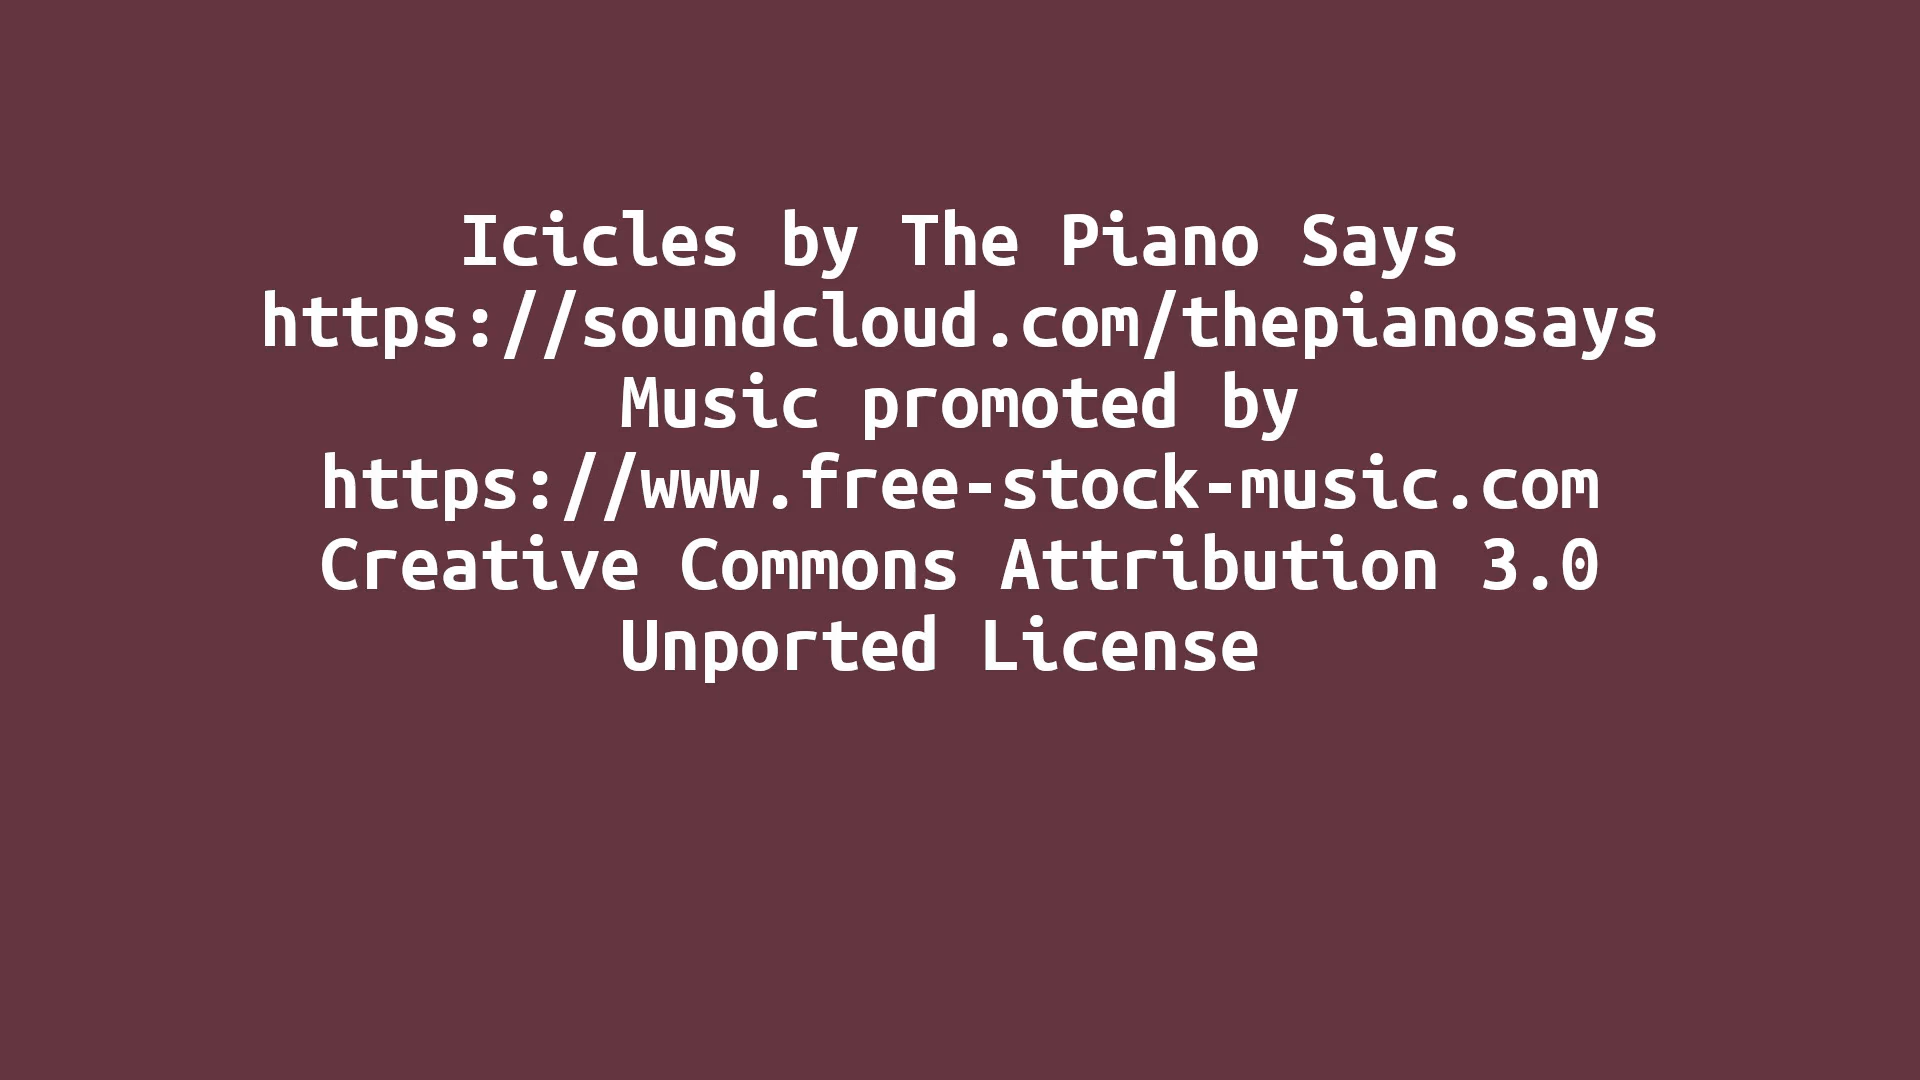 Icicles by The Piano Says
https://soundcloud.com/thepianosays
Music promoted by
https://www.free-stock-music.com
Creative Commons Attribution 3.0
Unported License